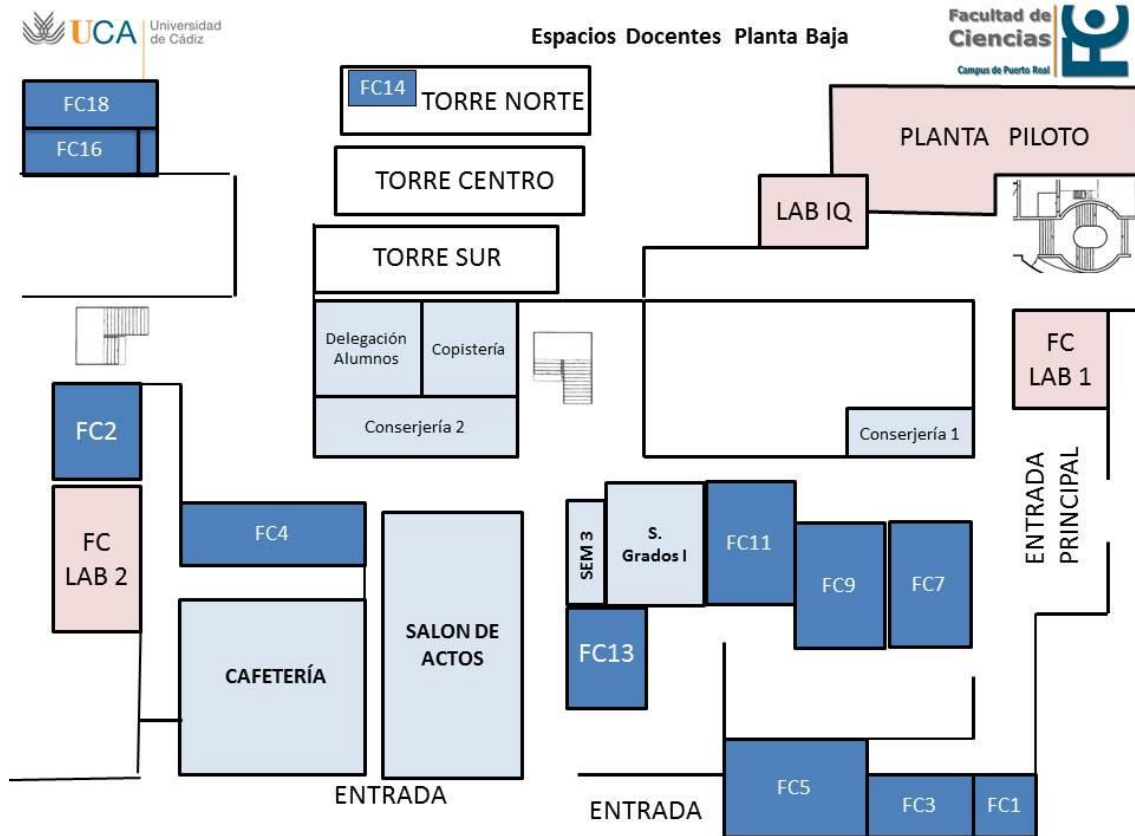 UCA
Universidad
de Cádiz
Espacios Docentes Planta Baja
Facultad de
Ciencias
Campus de Puerto Real
FC
FC18
FC16
FC14
TORRE NORTE
TORRE CENTRO
TORRE SUR
PLANTA PILOTO
LAB IQ
Delegación
Alumnos
Copistería
Conserjería 2
Conserjería 1
FC
LAB 1
ENTRADA
PRINCIPAL
FC2
FC
LAB 2
FC4
CAFETERÍA
SALON DE
ACTOS
SEM 3
S.
Grados I
FC11
FC9
FC7
FC13
FC5
FC3
FC1
ENTRADA
ENTRADA